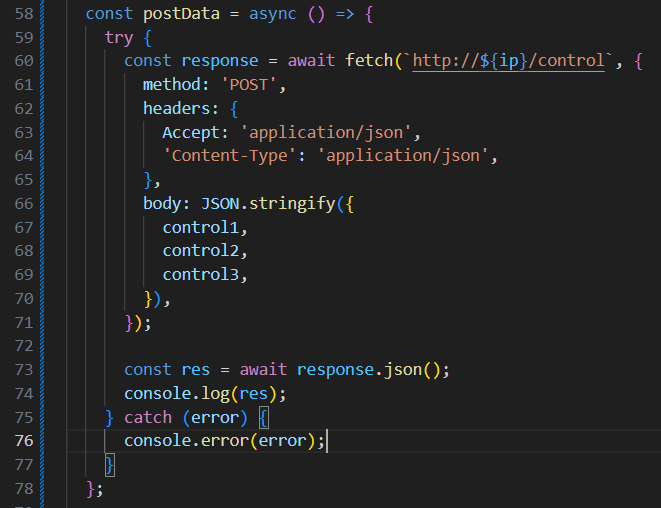 58 const postData = async () => {
59 try {
60 const response = await fetch(`http://${ip}/control`, {
61 method: 'POST',
62 headers: {
63 Accept: 'application/json',
64 'Content-Type': 'application/json',
65 },
66 body: JSON.stringify({
67 control1,
68 control2,
69 control3,
70 }),
71 });
72
73 const res = await response.json();
74 console.log(res);
75 } catch (error) {
76 console.error(error);
77 }
78 };